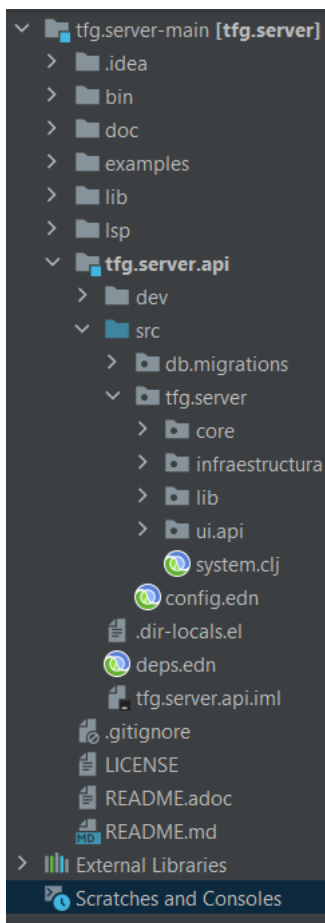 tfg.server-main [tfg.server]
.idea
bin
doc
examples
lib
lsp
tfg.server.api
dev
src
db.migrations
tfg.server
core
infraestructura
lib
ui.api
system.clj
config.edn
.dir-locals.el
deps.edn
tfg.server.api.iml
.gitignore
LICENSE
README.adoc
MD README.md
External Libraries
Scratches and Consoles